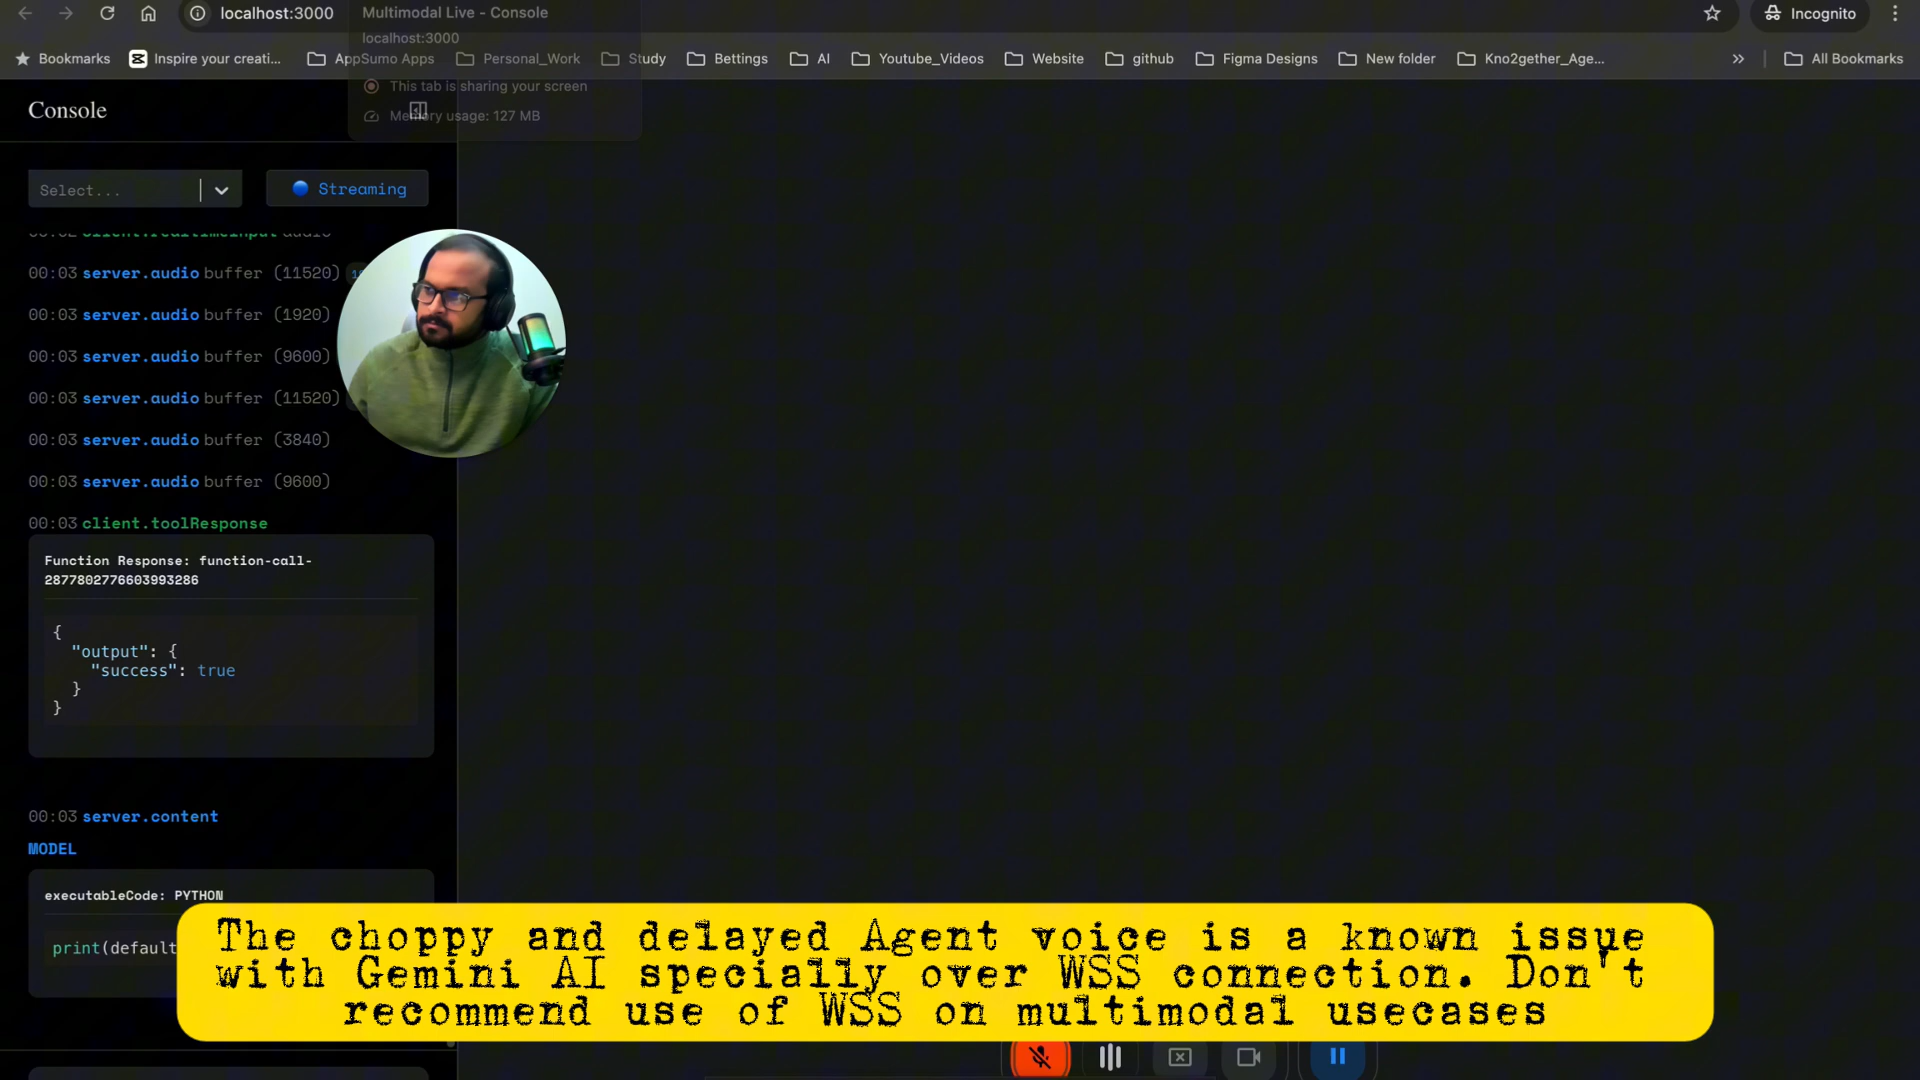 localhost:3000
Multimodal Live - Console
localhost:3000
Incognito
Bookmarks
Inspire your creati...
AppSumo Apps
Personal_Work
Study
Bettings
AI
Youtube_Videos
Website
github
Figma Designs
New folder
Kno2gether_Age...
»
All Bookmarks
This tab is sharing your screen
Memory usage: 127 MB
Console
Select...
Streaming
00:02 client.realtimeInput audio
00:03 server.audio buffer (11520)
00:03 server.audio buffer (1920)
00:03 server.audio buffer (9600)
00:03 server.audio buffer (11520)
00:03 server.audio buffer (3840)
00:03 server.audio buffer (9600)
00:03 client.toolResponse
Function Response: function-call-
2877802776603993286
{
"output": {
"success": true
}
}
00:03 server.content
MODEL
executableCode: PYTHON
print(default
The choppy and delayed Agent voice is a known issue
with Gemini AI specially over WSS connection. Don't
recommend use of WSS on multimodal usecases